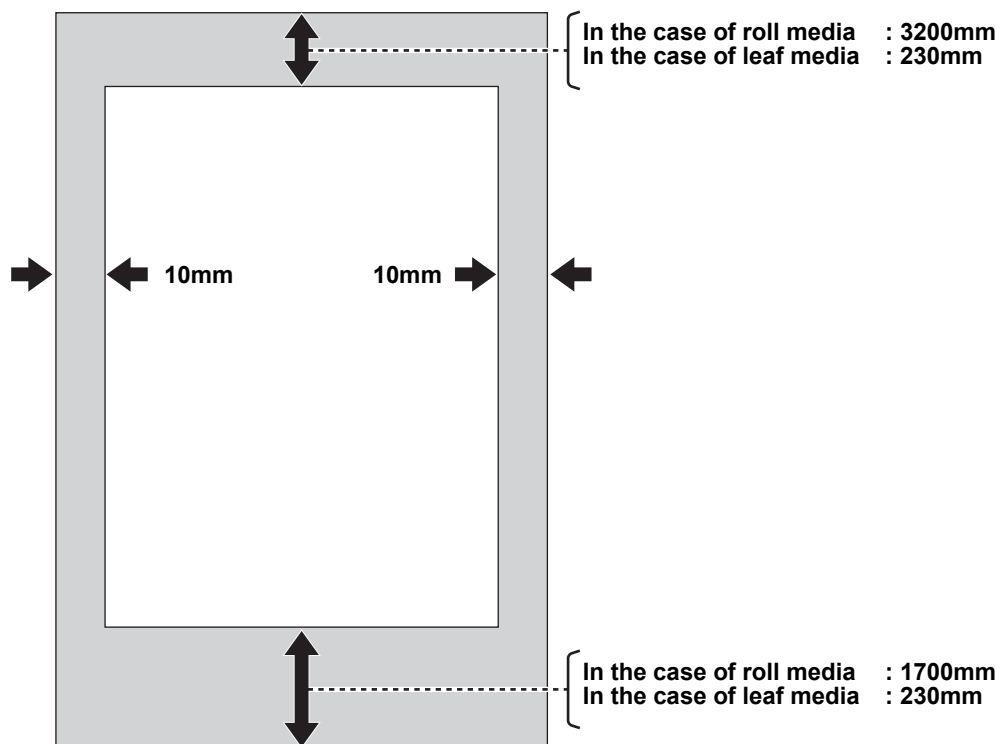 In the case of roll media : 3200mm
In the case of leaf media : 230mm
10mm 10mm
In the case of roll media : 1700mm
In the case of leaf media : 230mm